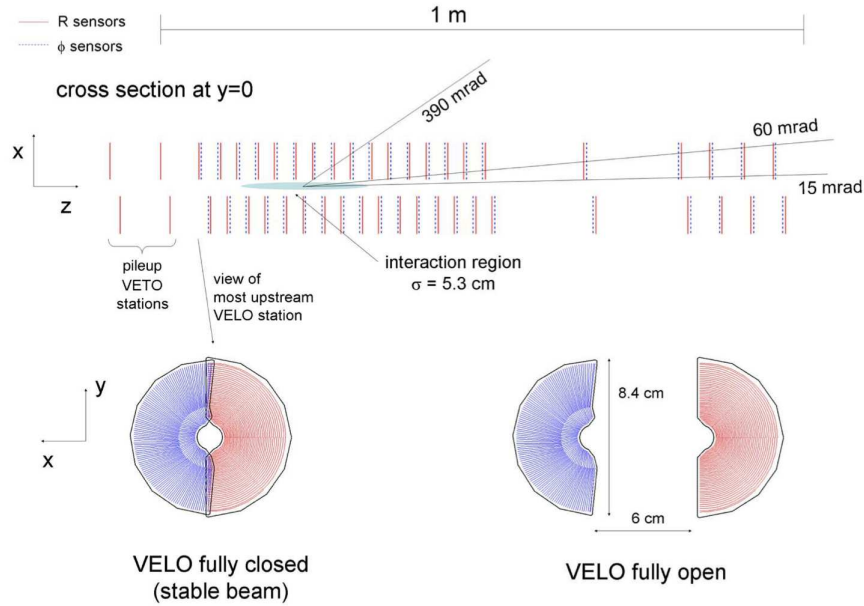 R sensors
ϕ sensors
1 m
cross section at y=0
390 mrad
60 mrad
15 mrad
x
z
pileup
VETO
stations
view of
most upstream
VELO station
interaction region
σ = 5.3 cm
y
x
8.4 cm
6 cm
VELO fully closed
(stable beam)
VELO fully open